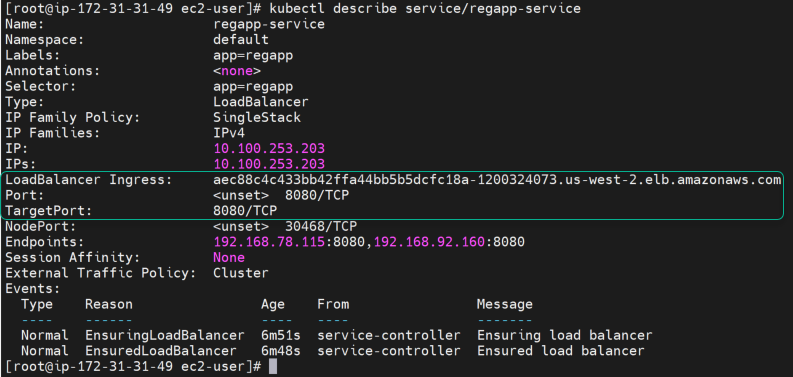 [root@ip-172-31-31-49 ec2-user]# kubectl describe service/regapp-service
Name:                     regapp-service
Namespace:                default
Labels:                   app=regapp
Annotations:              <none>
Selector:                 app=regapp
Type:                     LoadBalancer
IP Family Policy:         SingleStack
IP Families:              IPv4
IP:                       10.100.253.203
IPs:                      10.100.253.203
LoadBalancer Ingress:     aec88c4c433bb42ffa44bb5b5dcfc18a-1200324073.us-west-2.elb.amazonaws.com
Port:                     <unset>  8080/TCP
TargetPort:               8080/TCP
NodePort:                 <unset>  30468/TCP
Endpoints:                192.168.78.115:8080,192.168.92.160:8080
Session Affinity:         None
External Traffic Policy:  Cluster
Events:
  Type    Reason                Age    From                Message
  ----    ------                ----   ----                -------
  Normal  EnsuringLoadBalancer  6m51s  service-controller  Ensuring load balancer
  Normal  EnsuredLoadBalancer   6m48s  service-controller  Ensured load balancer
[root@ip-172-31-31-49 ec2-user]#